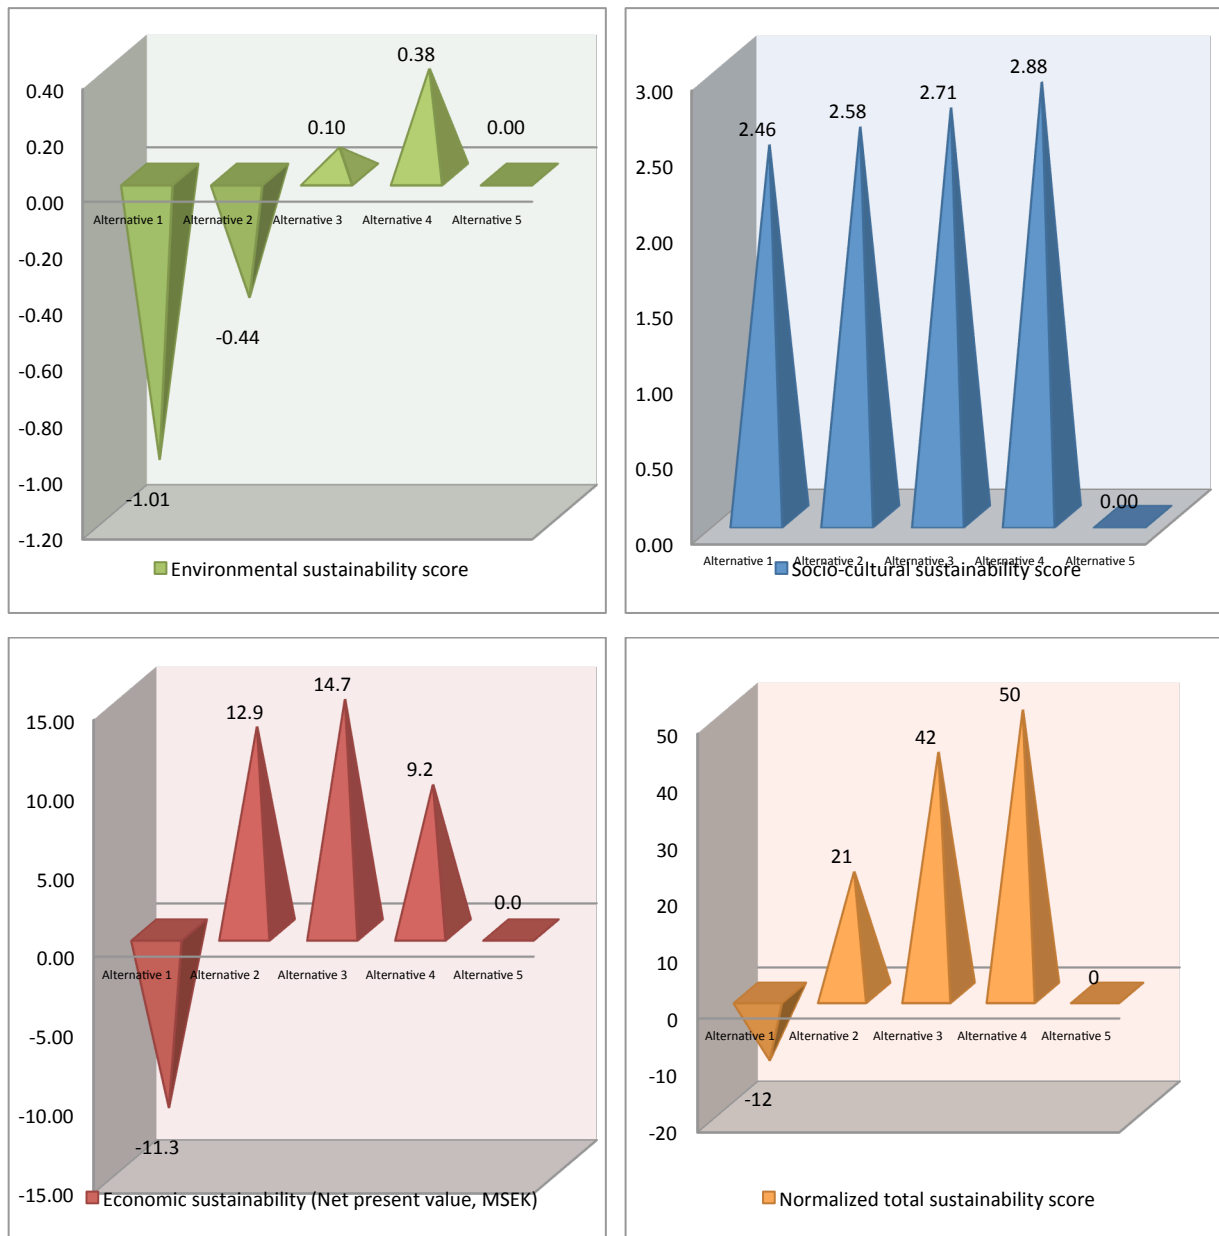 0.40
0.20
0.00
-0.20
-0.40
-0.60
-0.80
-1.00
-1.20
-1.01
-0.44
0.10
0.38
0.00
Alternative 1
Alternative 2
Alternative 3
Alternative 4
Alternative 5
Environmental sustainability score
3.00
2.50
2.00
1.50
1.00
0.50
0.00
2.46
2.58
2.71
2.88
0.00
Alternative 1
Alternative 2
Alternative 3
Alternative 4
Alternative 5
Socio-cultural sustainability score
15.00
10.00
5.00
0.00
-5.00
-10.00
-15.00
-11.3
12.9
14.7
9.2
0.0
Alternative 1
Alternative 2
Alternative 3
Alternative 4
Alternative 5
Economic sustainability (Net present value, MSEK)
50
40
30
20
10
0
-10
-20
-12
21
42
50
0
Alternative 1
Alternative 2
Alternative 3
Alternative 4
Alternative 5
Normalized total sustainability score